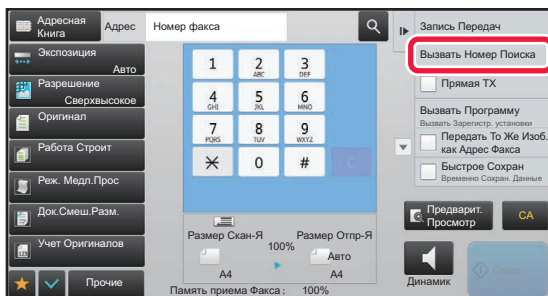 Адресная
Книга
Адрес
Номер факса
Запись Передач
Экспозиция
Авто
Вызвать Номер Поиска
Разрешение
Сверхвысокое
Прямая TX
Оригинал
Вызвать Программу
Вызвать Зарегистр. установки
Работа Строит
Передать То Же Изоб.
как Адрес Факса
Реж. Медл.Прос
Быстрое Сохран
Временно Сохран. Данные
Док.Смеш.Разм.
Учет Оригиналов
Прочие
1
2
ABC
3
DEF
4
GHI
5
JKL
6
MNO
7
PQRS
8
TUV
9
WXYZ
0
#
C
Размер Скан-Я
Размер Отпр-Я
100%
Авто
A4
A4
Память приема Факса : 100%
Предварит.
Просмотр
CA
Динамик
Старт